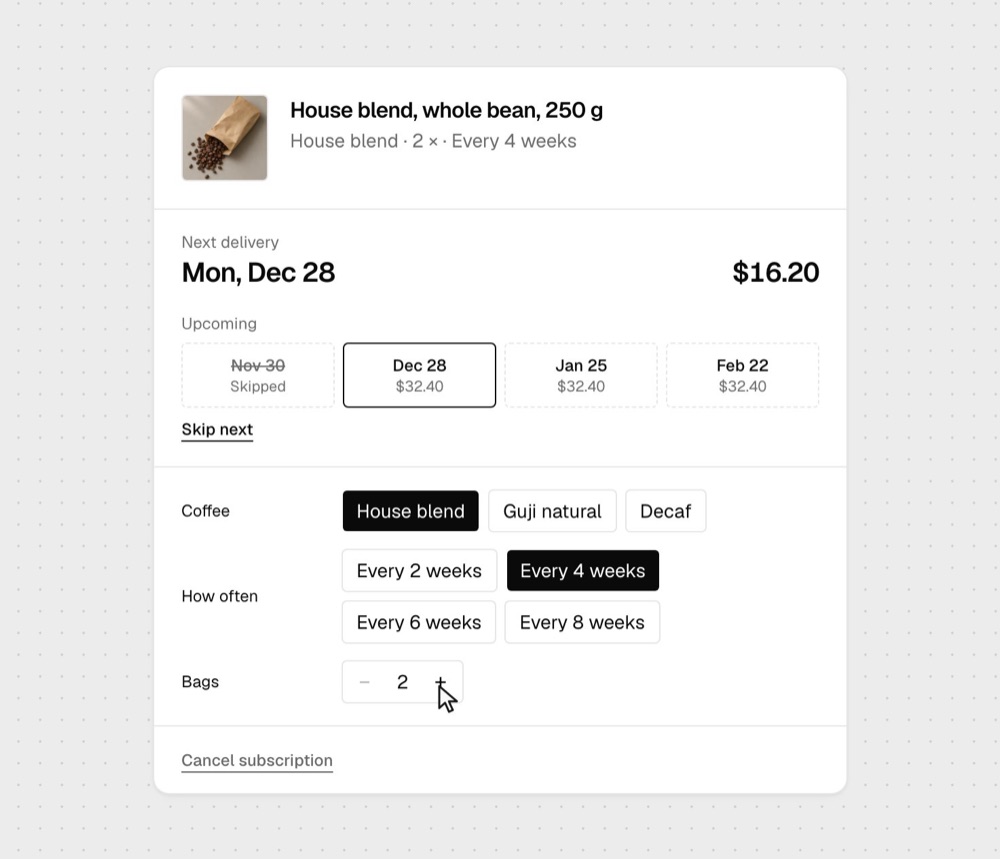 House blend, whole bean, 250 g
House blend · 2 × · Every 4 weeks
Next delivery
Mon, Dec 28
$16.20
Upcoming
Nov 30
Skipped
Dec 28
$32.40
Jan 25
$32.40
Feb 22
$32.40
Skip next
Coffee
House blend
Guji natural
Decaf
How often
Every 2 weeks
Every 4 weeks
Every 6 weeks
Every 8 weeks
Bags
− 2 +
Cancel subscription